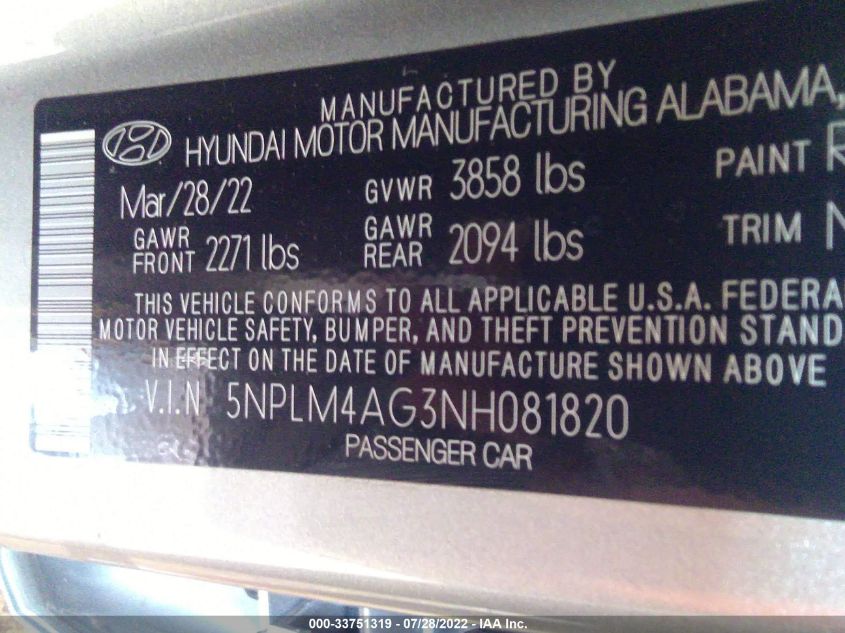 MANUFACTURED BY
HYUNDAI MOTOR MANUFACTURING ALABAMA,
Mar/28/22 GVWR 3858 lbs PAINT
GAWR FRONT 2271 lbs GAWR REAR 2094 lbs TRIM
THIS VEHICLE CONFORMS TO ALL APPLICABLE U.S.A. FEDERA
MOTOR VEHICLE SAFETY, BUMPER, AND THEFT PREVENTION STAND
IN EFFECT ON THE DATE OF MANUFACTURE SHOWN ABOVE
V.I.N 5NPLM4AG3NH081820
PASSENGER CAR
000-33751319 - 07/28/2022 - IAA Inc.